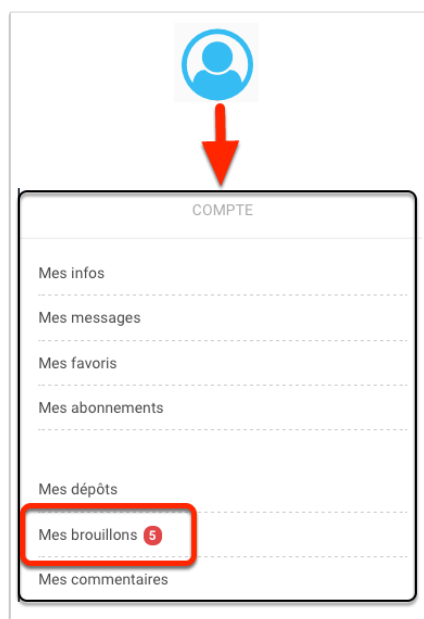 COMPTE
Mes infos
Mes messages
Mes favoris
Mes abonnements
Mes dépôts
Mes brouillons 5
Mes commentaires